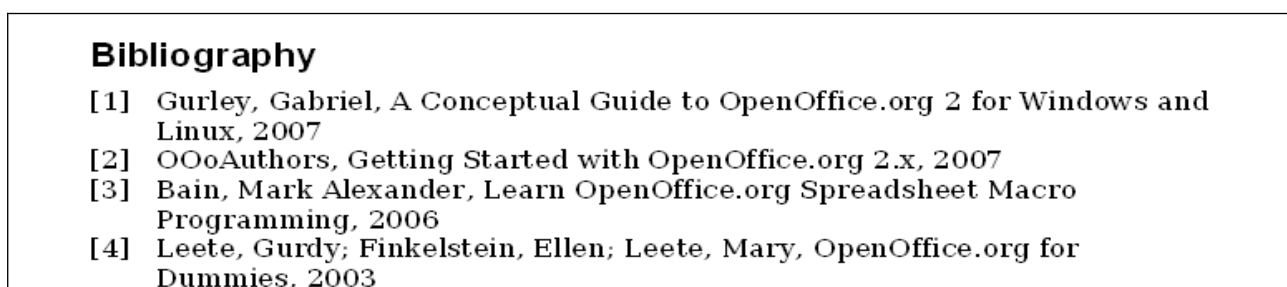 Bibliography
[1] Gurley, Gabriel, A Conceptual Guide to OpenOffice.org 2 for Windows and
Linux, 2007
[2] OOoAuthors, Getting Started with OpenOffice.org 2.x, 2007
[3] Bain, Mark Alexander, Learn OpenOffice.org Spreadsheet Macro
Programming, 2006
[4] Leete, Gurdy; Finkelstein, Ellen; Leete, Mary, OpenOffice.org for
Dummies, 2003